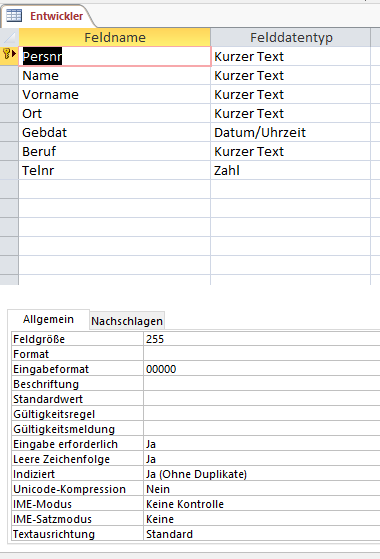 Entwickler
Feldname Felddatentyp
Persnr Kurzer Text
Name Kurzer Text
Vorname Kurzer Text
Ort Kurzer Text
Gebdat Datum/Uhrzeit
Beruf Kurzer Text
Telnr Zahl
Allgemein Nachschlagen
Feldgröße 255
Format
Eingabeformat 00000
Beschriftung
Standardwert
Gültigkeitsregel
Gültigkeitsmeldung
Eingabe erforderlich Ja
Leere Zeichenfolge Ja
Indiziert Ja (Ohne Duplikate)
Unicode-Kompression Nein
IME-Modus Keine Kontrolle
IME-Satzmodus Keine
Textausrichtung Standard